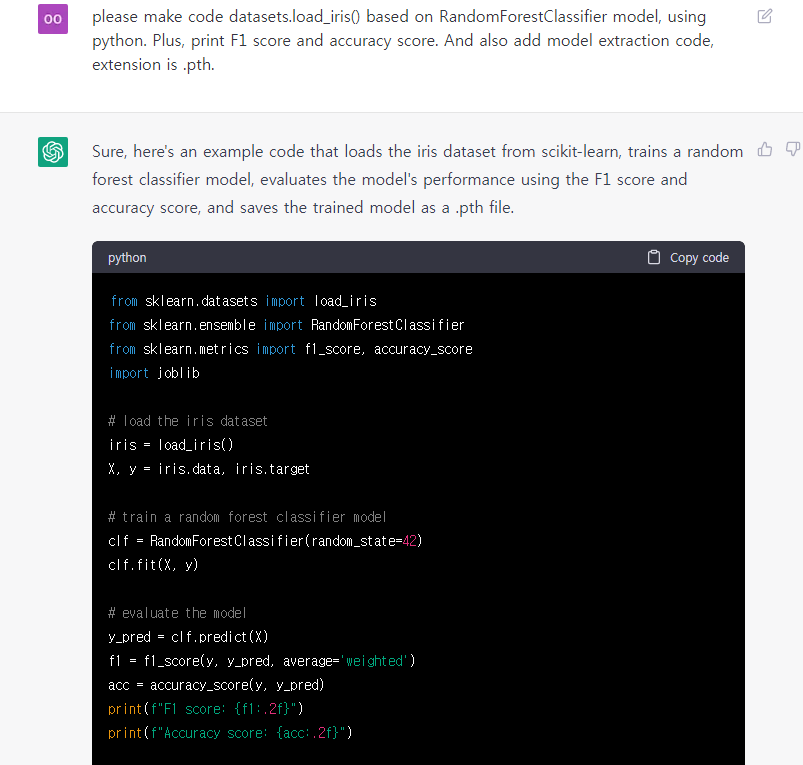 OO
please make code datasets.load_iris() based on RandomForestClassifier model, using
python. Plus, print F1 score and accuracy score. And also add model extraction code,
extension is .pth.
Sure, here's an example code that loads the iris dataset from scikit-learn, trains a random
forest classifier model, evaluates the model's performance using the F1 score and
accuracy score, and saves the trained model as a .pth file.
python Copy code
from sklearn.datasets import load_iris
from sklearn.ensemble import RandomForestClassifier
from sklearn.metrics import f1_score, accuracy_score
import joblib
# load the iris dataset
iris = load_iris()
X, y = iris.data, iris.target
# train a random forest classifier model
clf = RandomForestClassifier(random_state=42)
clf.fit(X, y)
# evaluate the model
y_pred = clf.predict(X)
f1 = f1_score(y, y_pred, average='weighted')
acc = accuracy_score(y, y_pred)
print(f"F1 score: {f1:.2f}")
print(f"Accuracy score: {acc:.2f}")